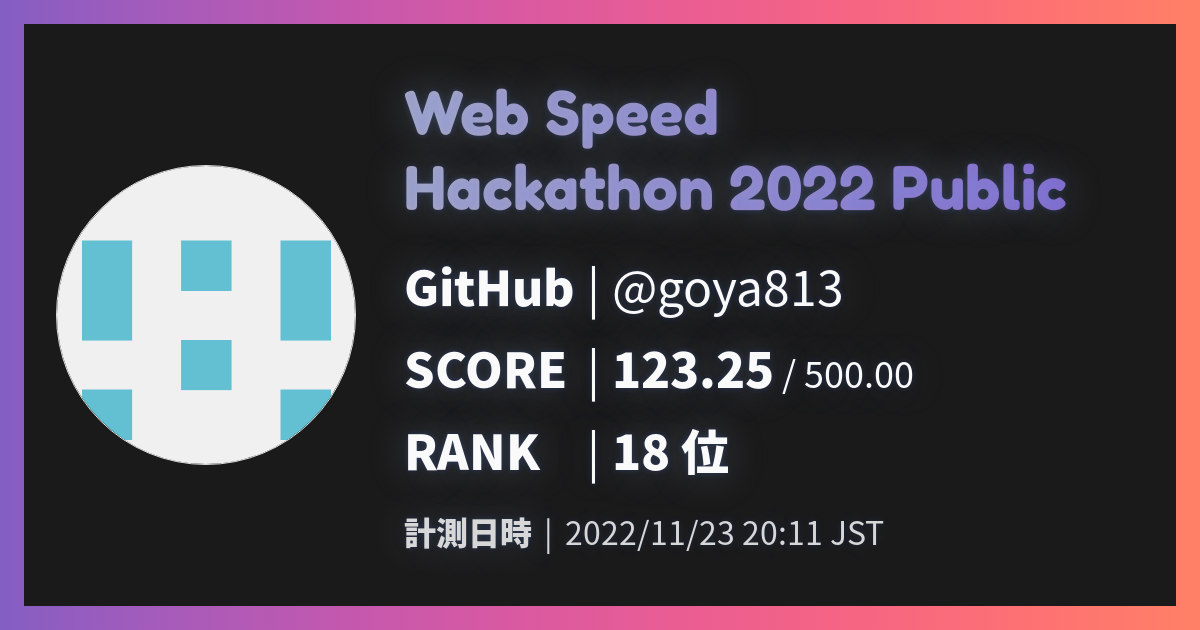 Web Speed
Hackathon 2022 Public
GitHub | @goya813
SCORE | 123.25 / 500.00
RANK | 18 位
計測日時 | 2022/11/23 20:11 JST